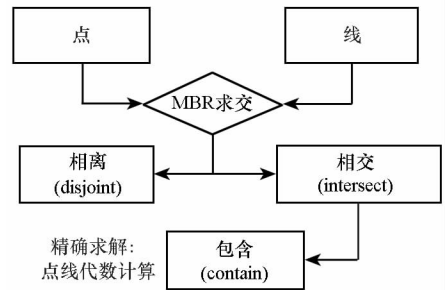 点
线
MBR求交
相离
(disjoint)
相交
(intersect)
精确求解:
点线代数计算
包含
(contain)